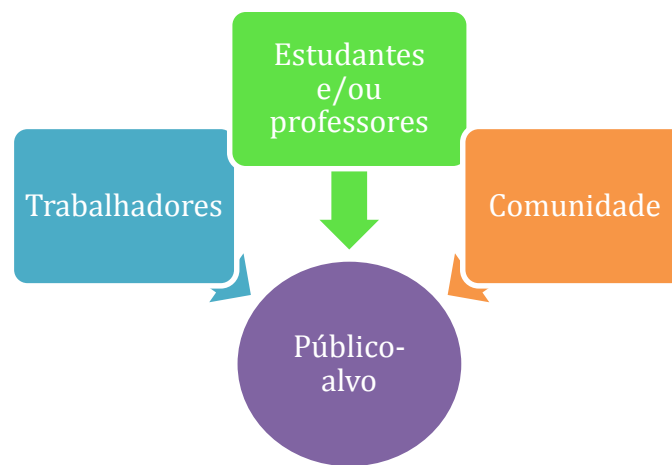 Estudantes
e/ou
professores
Trabalhadores
Comunidade
Público-
alvo